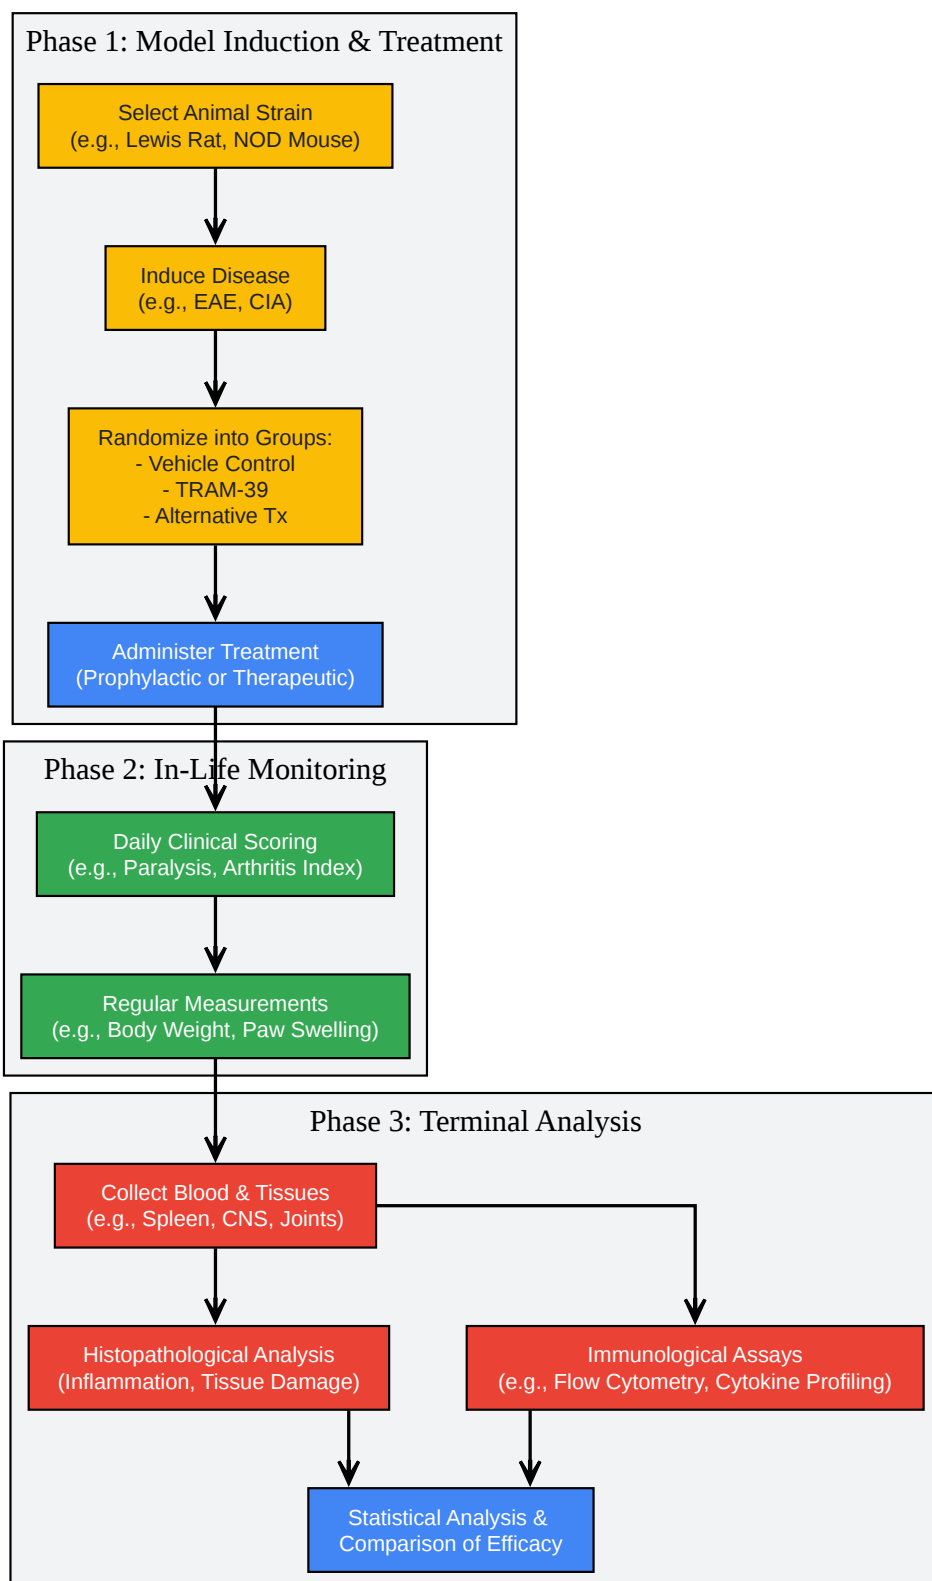 Phase 1: Model Induction & Treatment
Select Animal Strain
(e.g., Lewis Rat, NOD Mouse)
Induce Disease
(e.g., EAE, CIA)
Randomize into Groups:
- Vehicle Control
- TRAM-39
- Alternative Tx
Administer Treatment
(Prophylactic or Therapeutic)
Phase 2: In-Life Monitoring
Daily Clinical Scoring
(e.g., Paralysis, Arthritis Index)
Regular Measurements
(e.g., Body Weight, Paw Swelling)
Phase 3: Terminal Analysis
Collect Blood & Tissues
(e.g., Spleen, CNS, Joints)
Histopathological Analysis
(Inflammation, Tissue Damage)
Immunological Assays
(e.g., Flow Cytometry, Cytokine Profiling)
Statistical Analysis &
Comparison of Efficacy